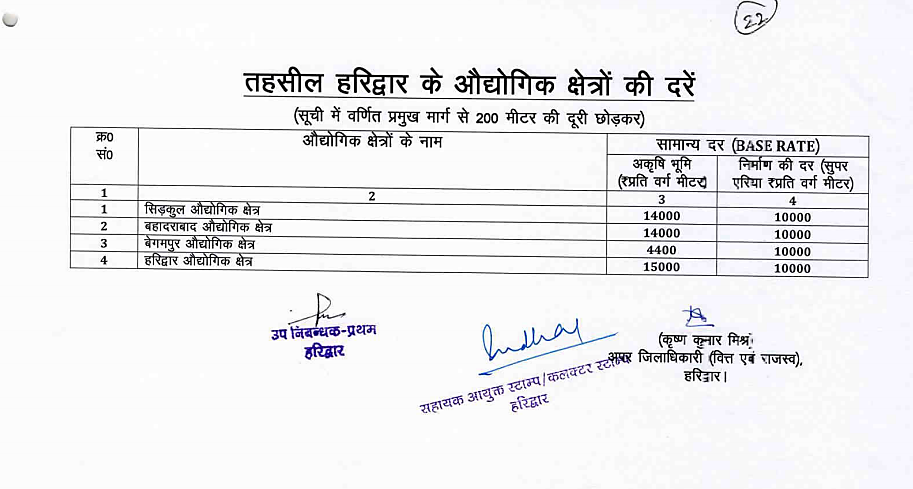 22
तहसील हरिद्वार के औद्योगिक क्षेत्रों की दरें
(सूची में वर्णित प्रमुख मार्ग से 200 मीटर की दूरी छोड़कर)
क्र0 सं0 औद्योगिक क्षेत्रों के नाम सामान्य दर (BASE RATE)
अकृषि भूमि (₹प्रति वर्ग मीटर) निर्माण की दर (सुपर एरिया ₹प्रति वर्ग मीटर)
1 2 3 4
1 सिड़कुल औद्योगिक क्षेत्र 14000 10000
2 बहादराबाद औद्योगिक क्षेत्र 14000 10000
3 बेगमपुर औद्योगिक क्षेत्र 4400 10000
4 हरिद्वार औद्योगिक क्षेत्र 15000 10000
उप निबन्धक-प्रथम
हरिद्वार
सहायक आयुक्त स्टाम्प/कलक्टर स्टाम्प
हरिद्वार
(कृष्ण कुमार मिश्र)
अपर जिलाधिकारी (वित्त एवं राजस्व),
हरिद्वार।